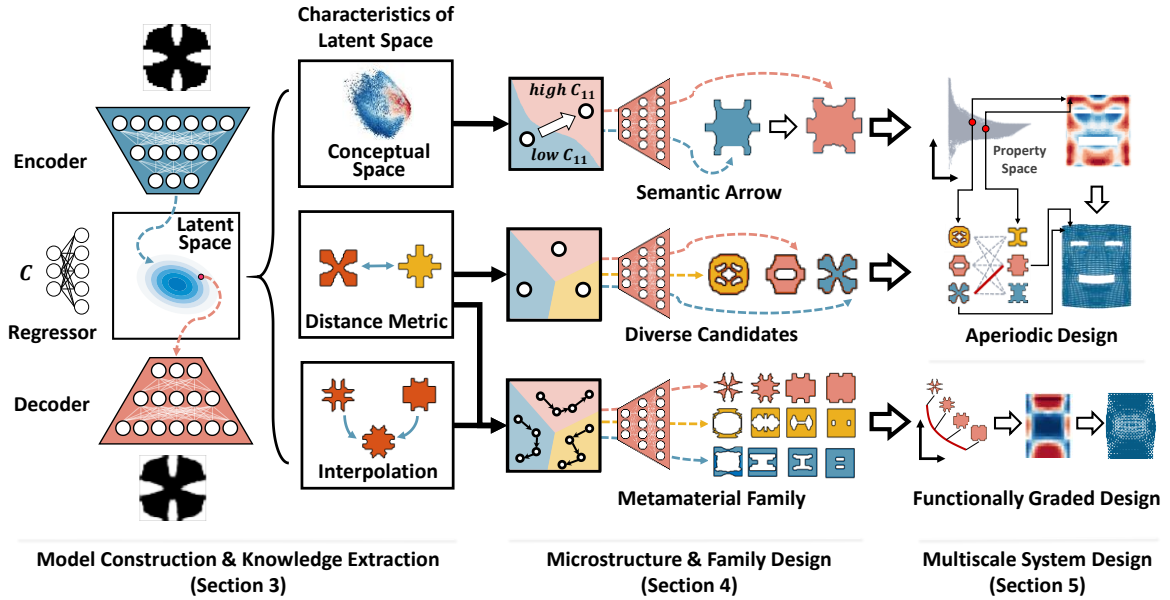 Characteristics of
Latent Space
Encoder
Latent
Space
C
Regressor
Decoder
Conceptual
Space
Distance Metric
Interpolation
high C11
low C11
Semantic Arrow
Diverse Candidates
Metamaterial Family
Property
Space
Aperiodic Design
Functionally Graded Design
Model Construction & Knowledge Extraction
(Section 3)
Microstructure & Family Design
(Section 4)
Multiscale System Design
(Section 5)